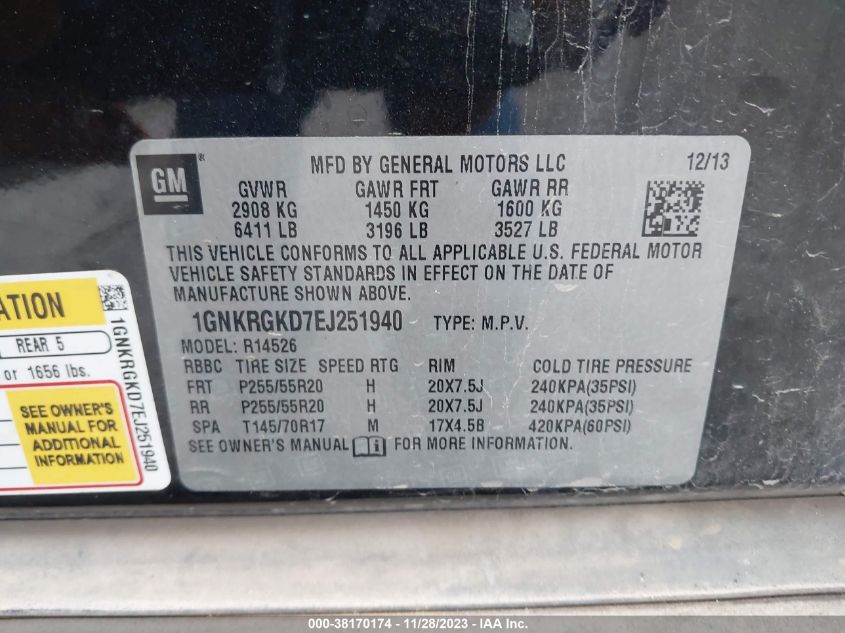 GM
MFD BY GENERAL MOTORS LLC 12/13
GVWR GAWR FRT GAWR RR
2908 KG 1450 KG 1600 KG
6411 LB 3196 LB 3527 LB
THIS VEHICLE CONFORMS TO ALL APPLICABLE U.S. FEDERAL MOTOR
VEHICLE SAFETY STANDARDS IN EFFECT ON THE DATE OF
MANUFACTURE SHOWN ABOVE.
1GNKRGKD7EJ251940 TYPE: M.P.V.
MODEL: R14526
RBBC TIRE SIZE SPEED RTG RIM COLD TIRE PRESSURE
FRT P255/55R20 H 20X7.5J 240KPA(35PSI)
RR P255/55R20 H 20X7.5J 240KPA(35PSI)
SPA T145/70R17 M 17X4.5B 420KPA(60PSI)
SEE OWNER'S MANUAL FOR MORE INFORMATION.
ATION
REAR 5
or 1656 lbs.
SEE OWNER'S
MANUAL FOR
ADDITIONAL
INFORMATION
1GNKRGKD7EJ251940
000-38170174 - 11/28/2023 - IAA Inc.